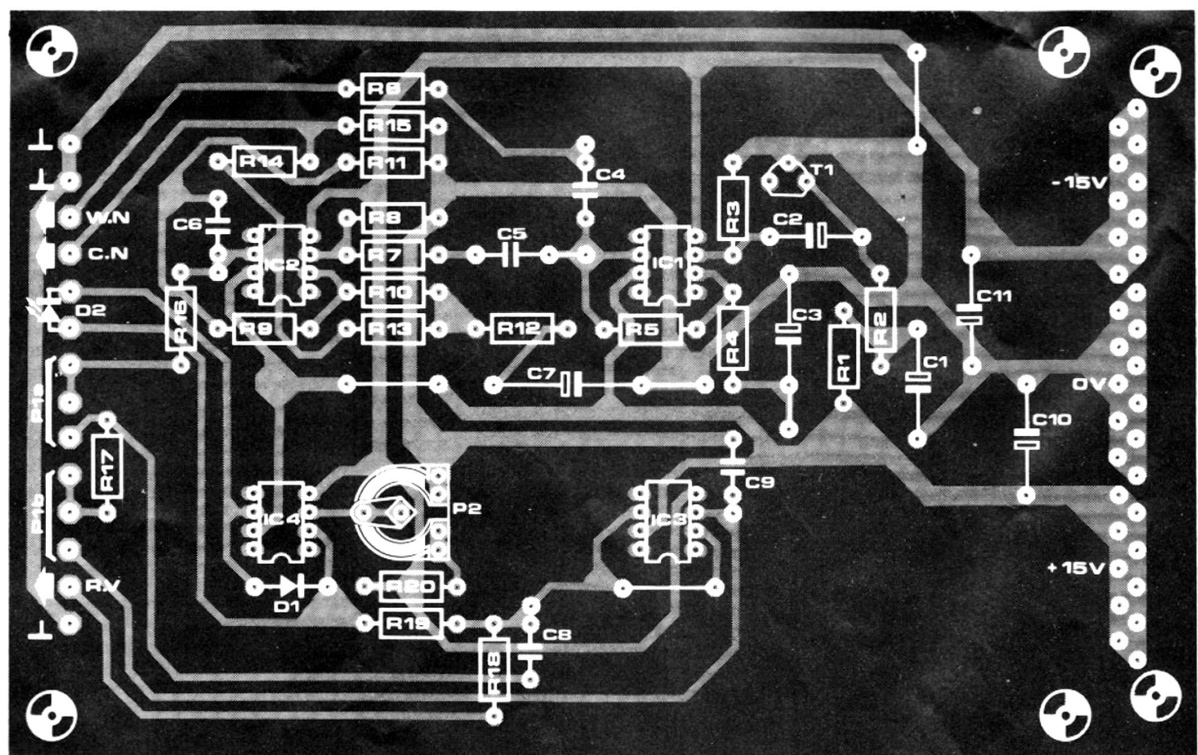 R6
R15
R14
R11
T1
C4
-15V
R3
W.N
R8
C6
C2
C5
C.N
IC2
R7
IC1
R10
C11
D2
R16
R9
R13
R12
R5
C3
R2
R4
R1
C1
C7
0V
P1a
C10
R17
C9
P1b
IC4
P2
IC3
+15V
R.V
R20
D1
R19
C8
R18